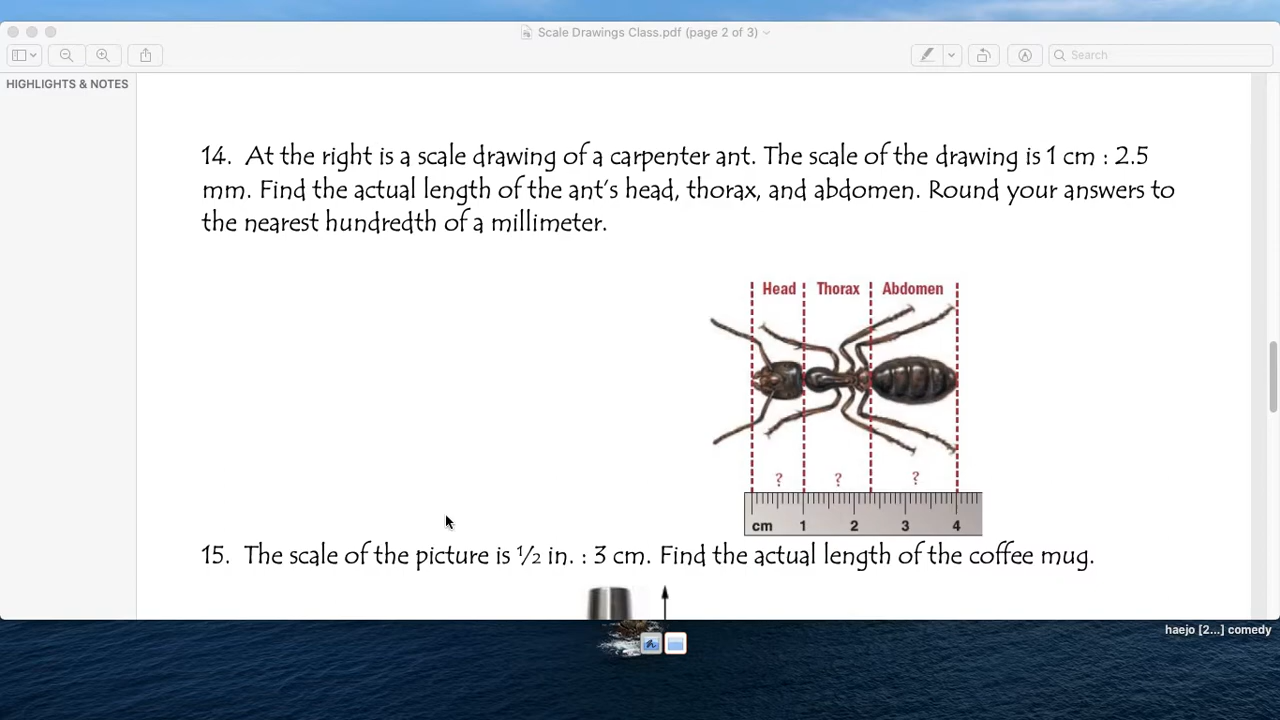 Scale Drawings Class.pdf (page 2 of 3)
Search
HIGHLIGHTS & NOTES
14. At the right is a scale drawing of a carpenter ant. The scale of the drawing is 1 cm : 2.5
mm. Find the actual length of the ant's head, thorax, and abdomen. Round your answers to
the nearest hundredth of a millimeter.
Head Thorax Abdomen
? ? ?
cm 1 2 3 4
15. The scale of the picture is ½ in. : 3 cm. Find the actual length of the coffee mug.
haejo [2...] comedy